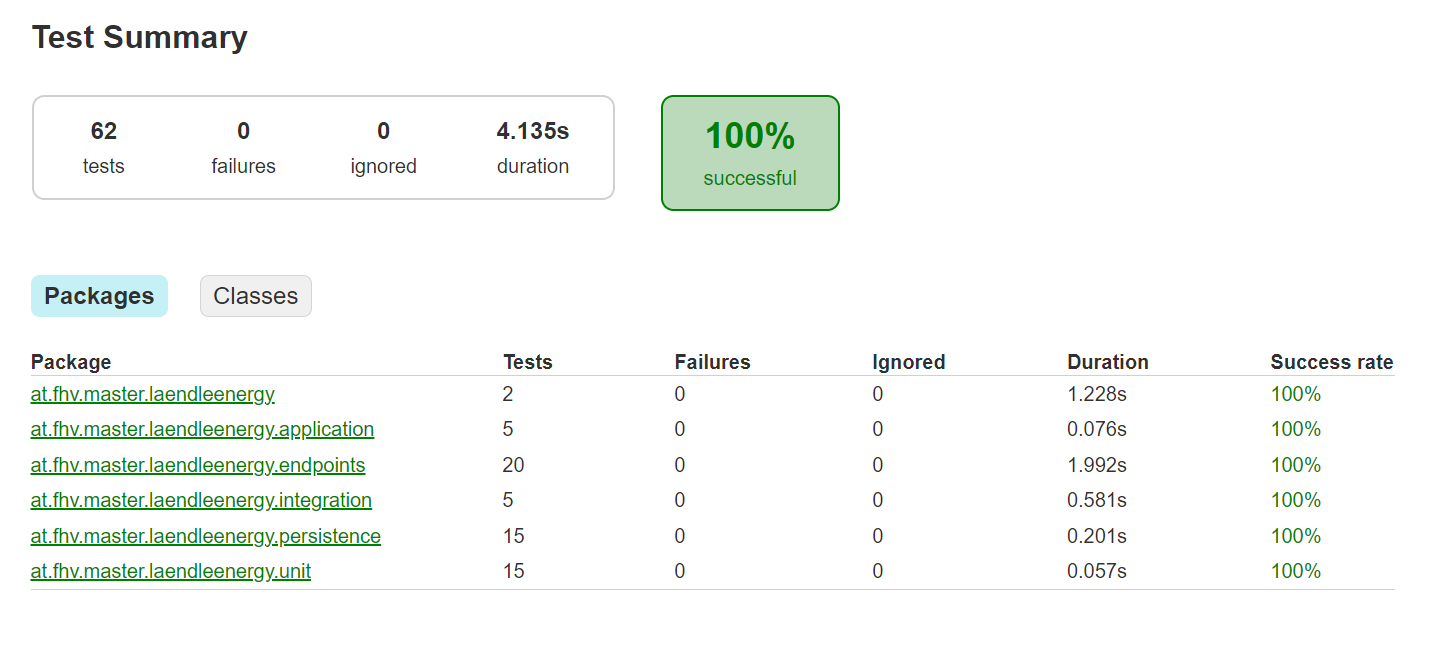 Test Summary
62 0 0 4.135s
tests failures ignored duration
100%
successful
Packages Classes
Package Tests Failures Ignored Duration Success rate
at.fhv.master.laendleenergy 2 0 0 1.228s 100%
at.fhv.master.laendleenergy.application 5 0 0 0.076s 100%
at.fhv.master.laendleenergy.endpoints 20 0 0 1.992s 100%
at.fhv.master.laendleenergy.integration 5 0 0 0.581s 100%
at.fhv.master.laendleenergy.persistence 15 0 0 0.201s 100%
at.fhv.master.laendleenergy.unit 15 0 0 0.057s 100%